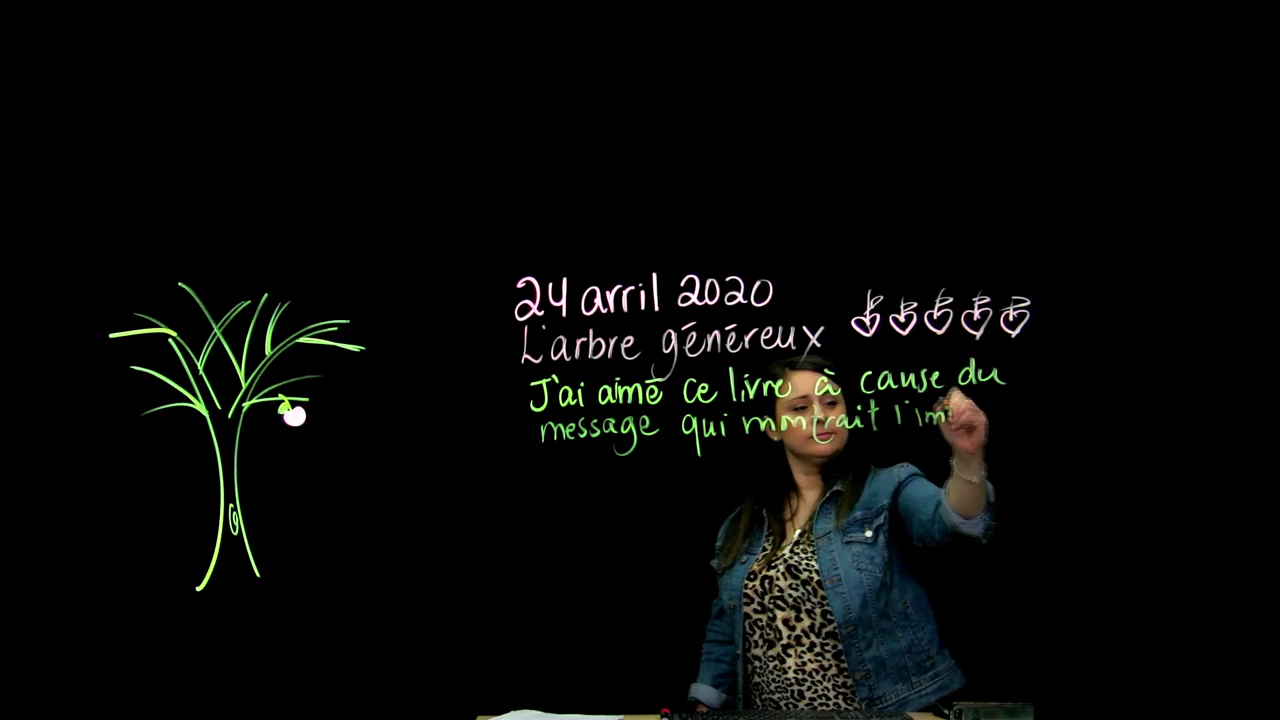 24 avril 2020
L'arbre généreux
J'ai aimé ce livre à cause du
message qui montrait l'im